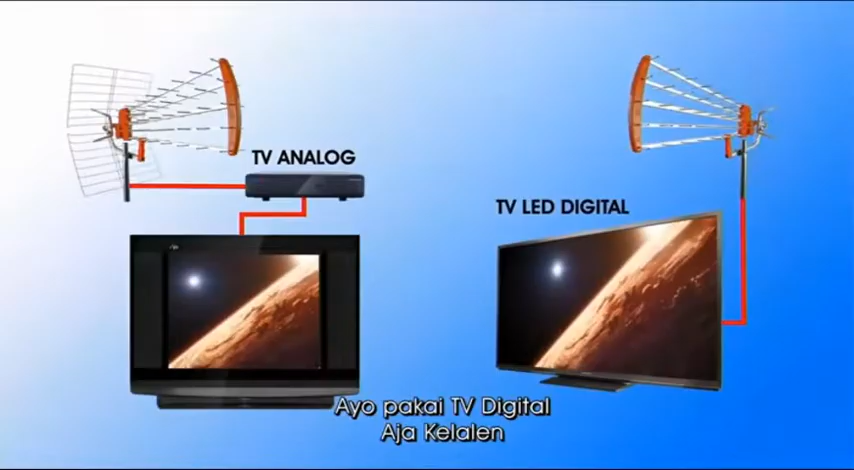 TV ANALOG
TV LED DIGITAL
Ayo pakai TV Digital
Aja Kelalen